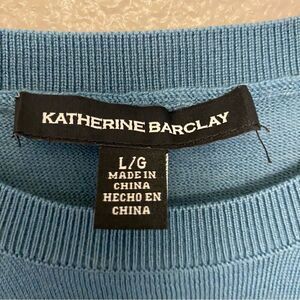 KATHERINE BARCLAY
L/G
MADE IN
CHINA
HECHO EN
CHINA